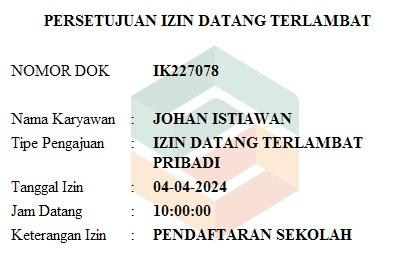 PERSETUJUAN IZIN DATANG TERLAMBAT
NOMOR DOK IK227078
Nama Karyawan : JOHAN ISTIAWAN
Tipe Pengajuan : IZIN DATANG TERLAMBAT
PRIBADI
Tanggal Izin : 04-04-2024
Jam Datang : 10:00:00
Keterangan Izin : PENDAFTARAN SEKOLAH